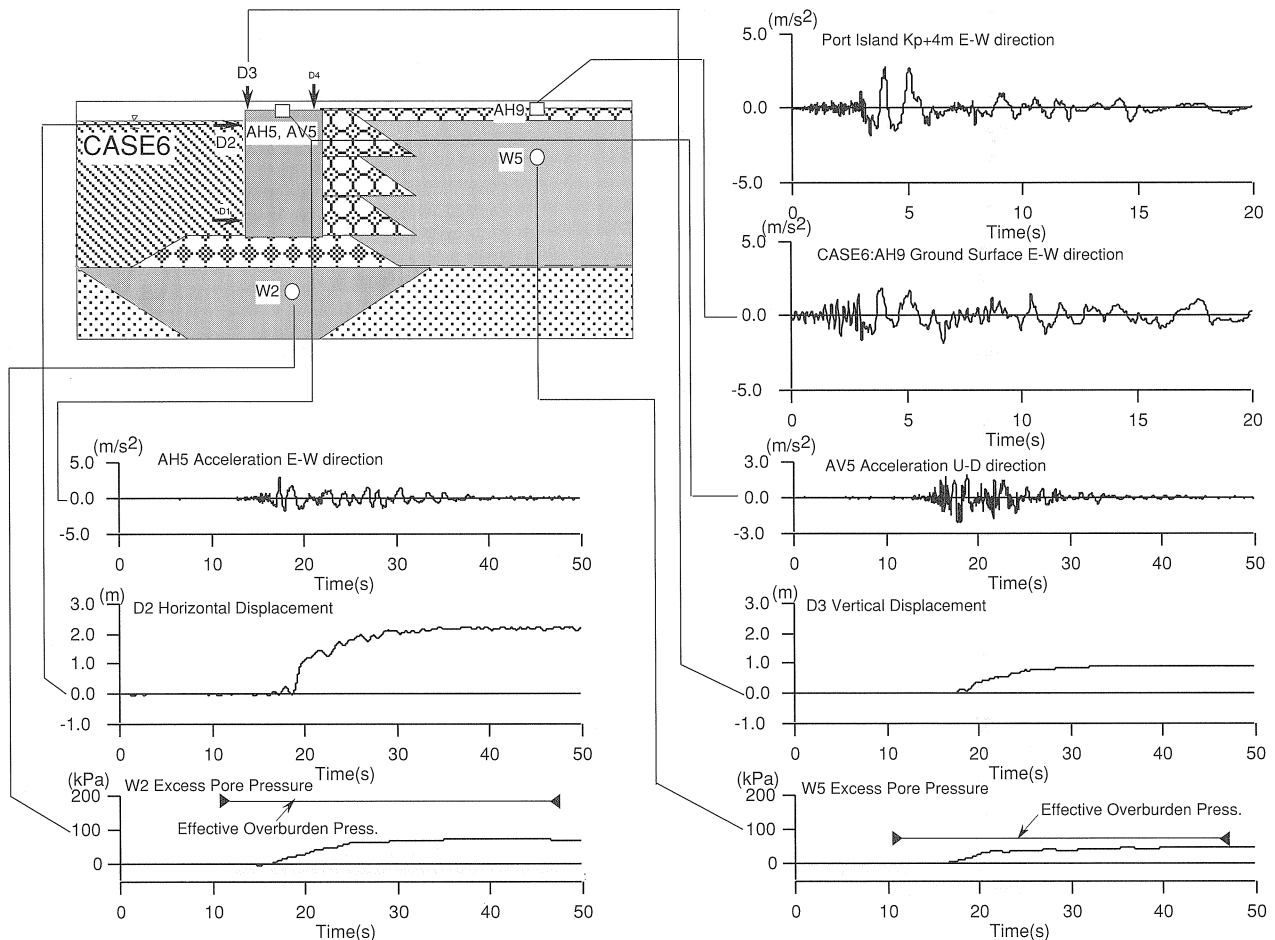 D3
D4
AH9
AH5, AV5
D2
CASE6
W5
D1
W2
(m/s2)
5.0
Port Island Kp+4m E-W direction
0.0
-5.0
0 5 10 15 20
Time(s)
(m/s2)
5.0
CASE6:AH9 Ground Surface E-W direction
0.0
-5.0
0 5 10 15 20
Time(s)
(m/s2)
5.0
AH5 Acceleration E-W direction
0.0
-5.0
0 10 20 30 40 50
Time(s)
(m/s2)
3.0
AV5 Acceleration U-D direction
0.0
-3.0
0 10 20 30 40 50
Time(s)
3.0 (m)
D2 Horizontal Displacement
2.0
1.0
0.0
-1.0
0 10 20 30 40 50
Time(s)
3.0 (m)
D3 Vertical Displacement
2.0
1.0
0.0
-1.0
0 10 20 30 40 50
Time(s)
(kPa)
W2 Excess Pore Pressure
200
Effective Overburden Press.
100
0
0 10 20 30 40 50
Time(s)
(kPa)
W5 Excess Pore Pressure
200
Effective Overburden Press.
100
0
0 10 20 30 40 50
Time(s)